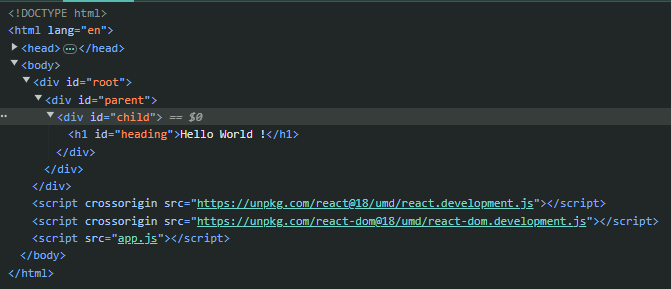 <!DOCTYPE html>
<html lang="en">
<head> ⋯ </head>
<body>
<div id="root">
<div id="parent">
<div id="child"> == $0
<h1 id="heading">Hello World !</h1>
</div>
</div>
</div>
<script crossorigin src="https://unpkg.com/react@18/umd/react.development.js"></script>
<script crossorigin src="https://unpkg.com/react-dom@18/umd/react-dom.development.js"></script>
<script src="app.js"></script>
</body>
</html>